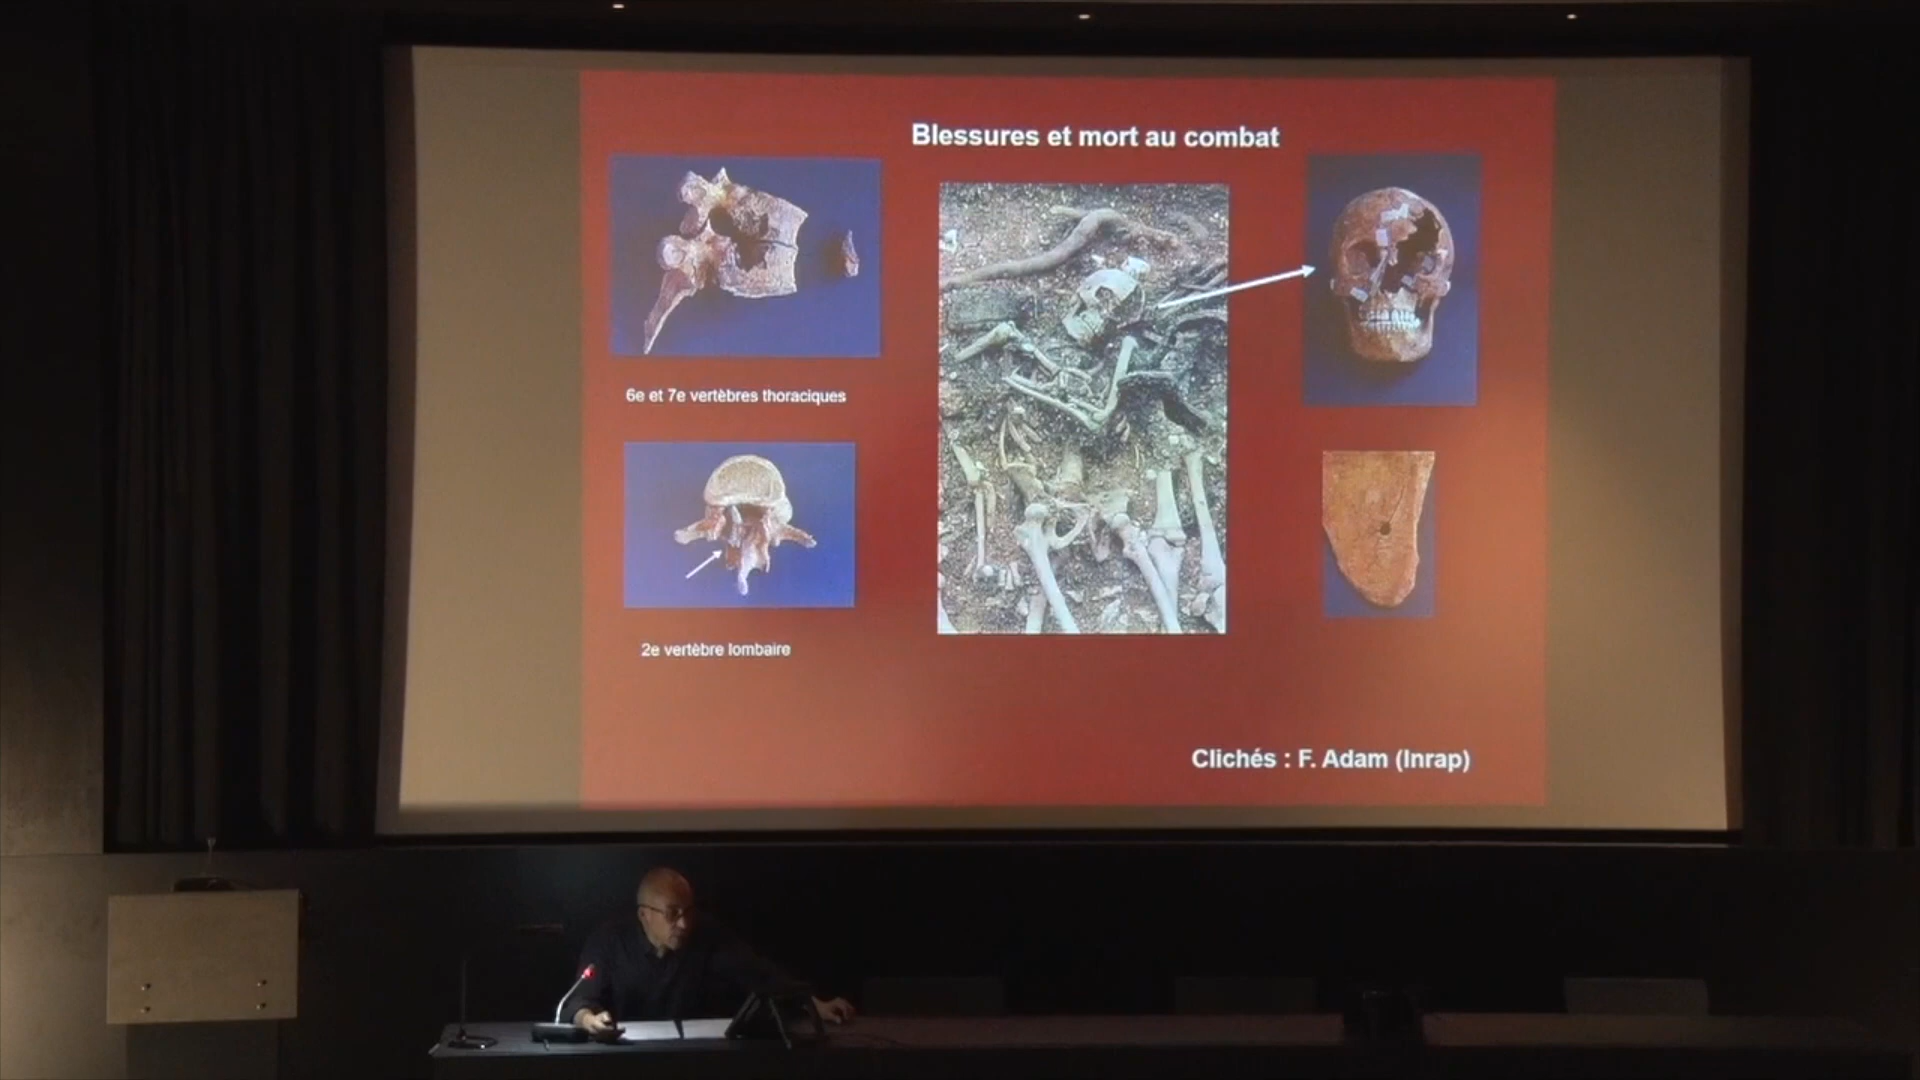 Blessures et mort au combat
6e et 7e vertèbres thoraciques
2e vertèbre lombaire
Clichés : F. Adam (Inrap)